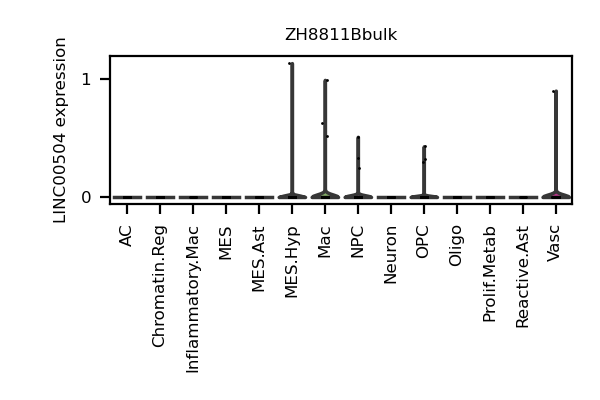 ZH8811Bbulk
LINC00504 expression
1
0
AC
Chromatin.Reg
Inflammatory.Mac
MES
MES.Ast
MES.Hyp
Mac
NPC
Neuron
OPC
Oligo
Prolif.Metab
Reactive.Ast
Vasc